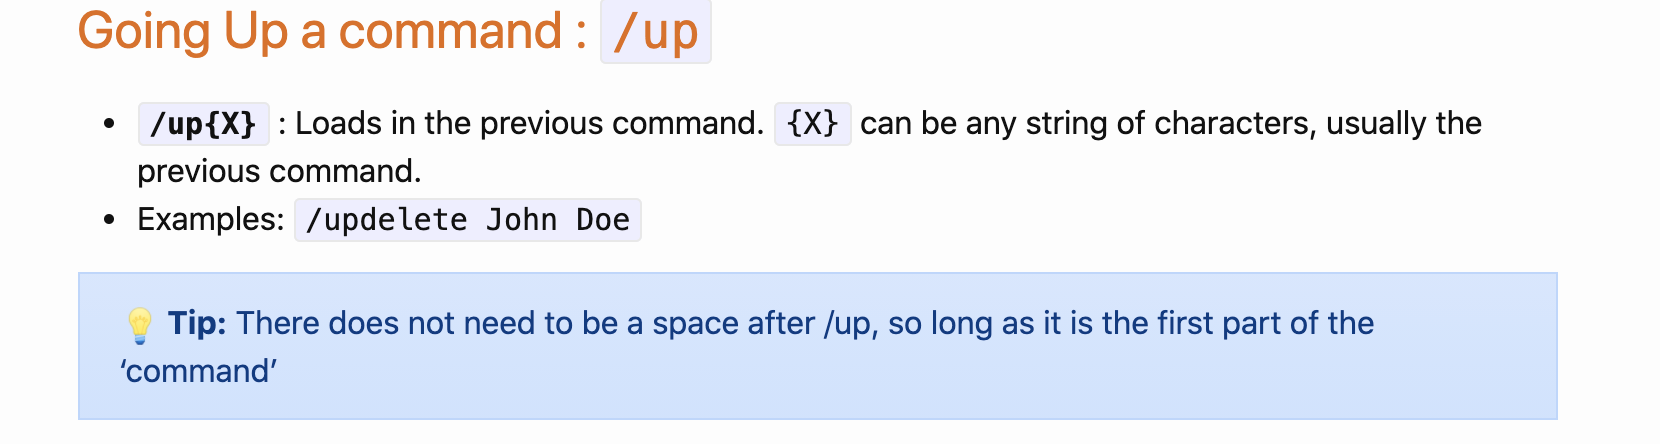 Going Up a command : /up
• /up{X} : Loads in the previous command. {X} can be any string of characters, usually the
previous command.
• Examples: /updelete John Doe
💡 Tip: There does not need to be a space after /up, so long as it is the first part of the
‘command’